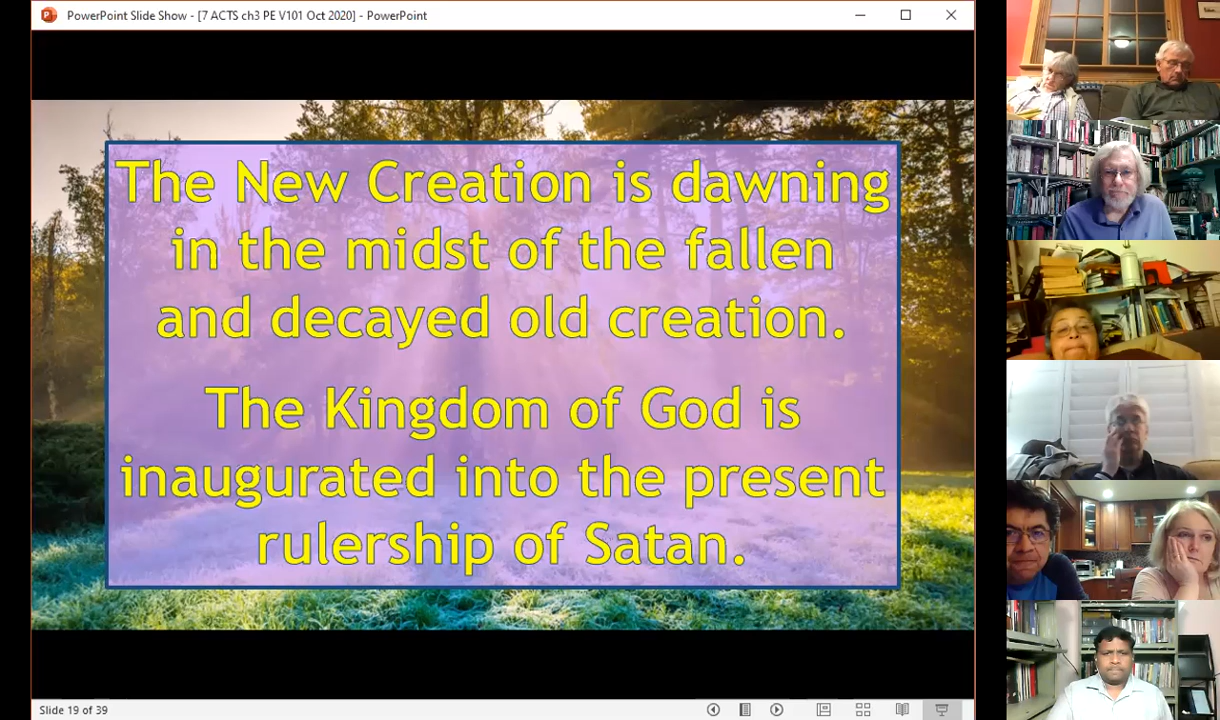 PowerPoint Slide Show - [7 ACTS ch3 PE V101 Oct 2020] - PowerPoint
The New Creation is dawning
in the midst of the fallen
and decayed old creation.
The Kingdom of God is
inaugurated into the present
rulership of Satan.
Slide 19 of 39